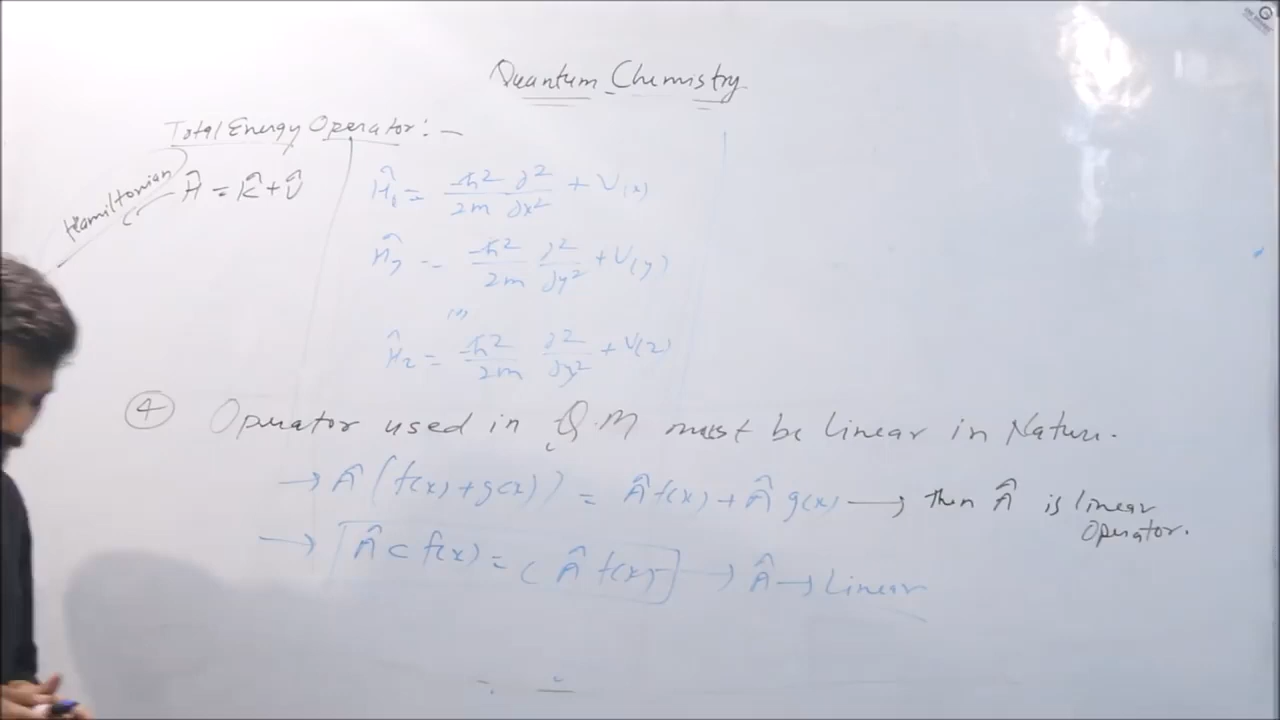 Quantum Chemistry
Total Energy Operator: —
Hamiltonian
Ĥ = K̂ + Û
Ĥ₁ = -ħ²/2m ∂²/∂x² + U(x)
Ĥy = -ħ²/2m ∂²/∂y² + U(y)
Ĥz = -ħ²/2m ∂²/∂y² + U(z)
④ Operator used in Q.M must be linear in Nature.
→ Â (f(x) + g(x)) = Â f(x) + Â g(x) → then Â is linear
Operator.
→ Â c f(x) = c Â f(x) → Â → Linear